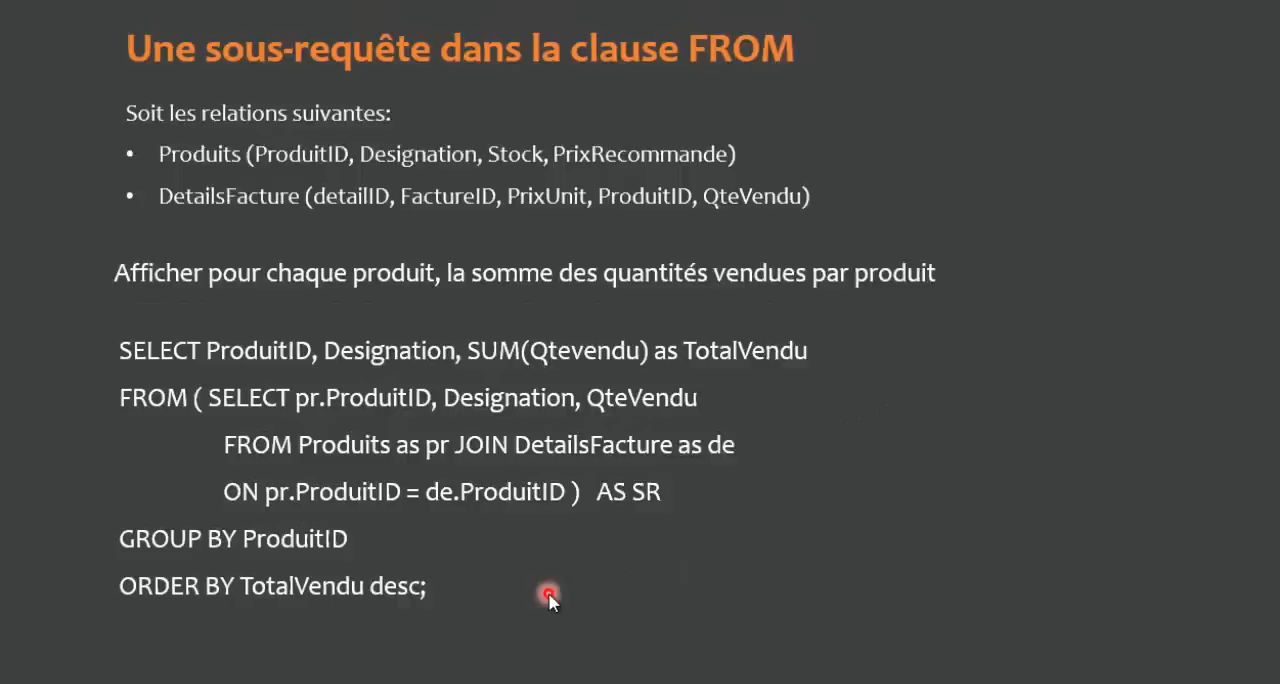 Une sous-requête dans la clause FROM
Soit les relations suivantes:
• Produits (ProduitID, Designation, Stock, PrixRecommande)
• DetailsFacture (detailID, FactureID, PrixUnit, ProduitID, QteVendu)
Afficher pour chaque produit, la somme des quantités vendues par produit
SELECT ProduitID, Designation, SUM(Qtevendu) as TotalVendu
FROM ( SELECT pr.ProduitID, Designation, QteVendu
FROM Produits as pr JOIN DetailsFacture as de
ON pr.ProduitID = de.ProduitID ) AS SR
GROUP BY ProduitID
ORDER BY TotalVendu desc;